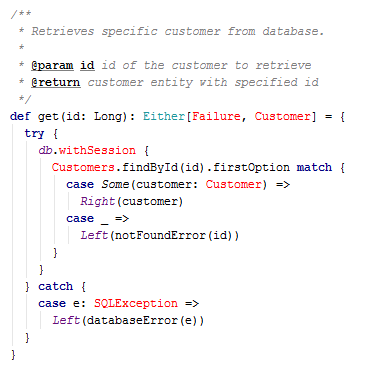 /**
 * Retrieves specific customer from database.
 *
 * @param id id of the customer to retrieve
 * @return customer entity with specified id
 */
def get(id: Long): Either[Failure, Customer] = {
  try {
    db.withSession {
      Customers.findById(id).firstOption match {
        case Some(customer: Customer) =>
          Right(customer)
        case _ =>
          Left(notFoundError(id))
      }
    }
  } catch {
    case e: SQLException =>
      Left(databaseError(e))
  }
}